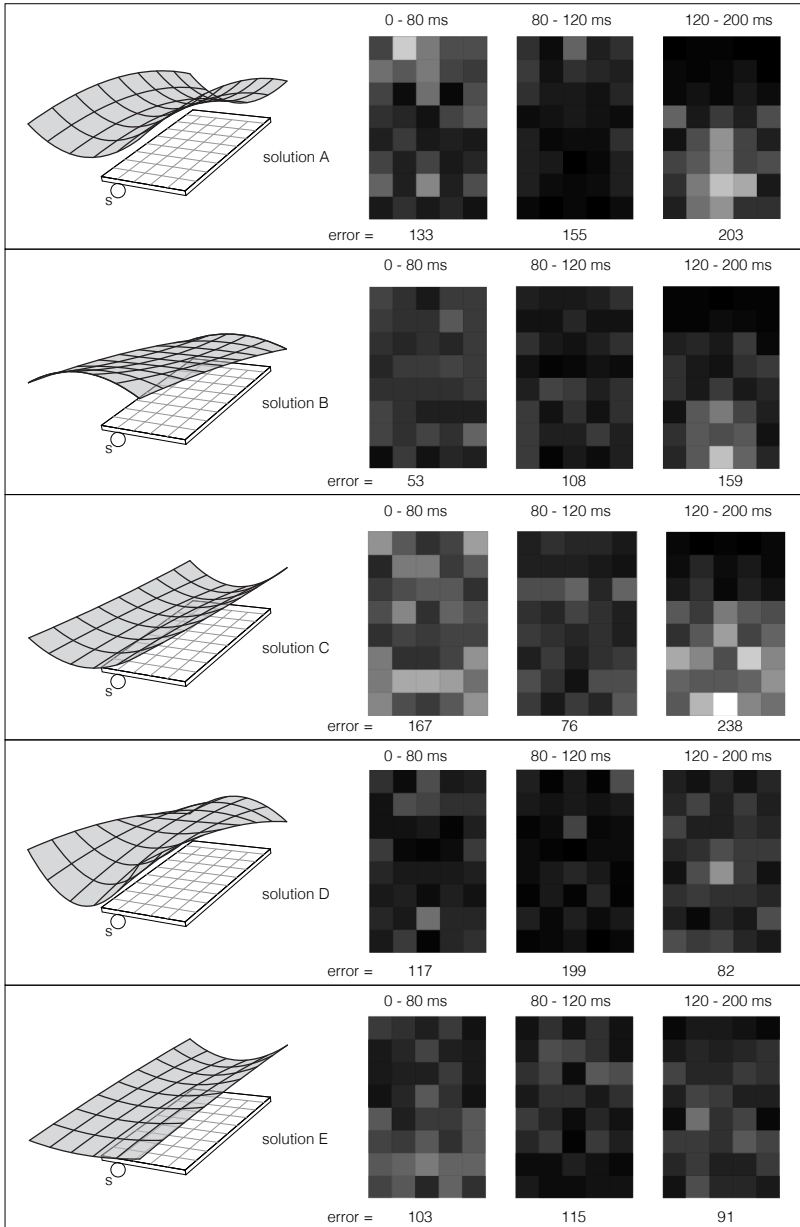 0 - 80 ms 80 - 120 ms 120 - 200 ms
solution A
s
error = 133 155 203
0 - 80 ms 80 - 120 ms 120 - 200 ms
solution B
s
error = 53 108 159
0 - 80 ms 80 - 120 ms 120 - 200 ms
solution C
s
error = 167 76 238
0 - 80 ms 80 - 120 ms 120 - 200 ms
solution D
s
error = 117 199 82
0 - 80 ms 80 - 120 ms 120 - 200 ms
solution E
s
error = 103 115 91